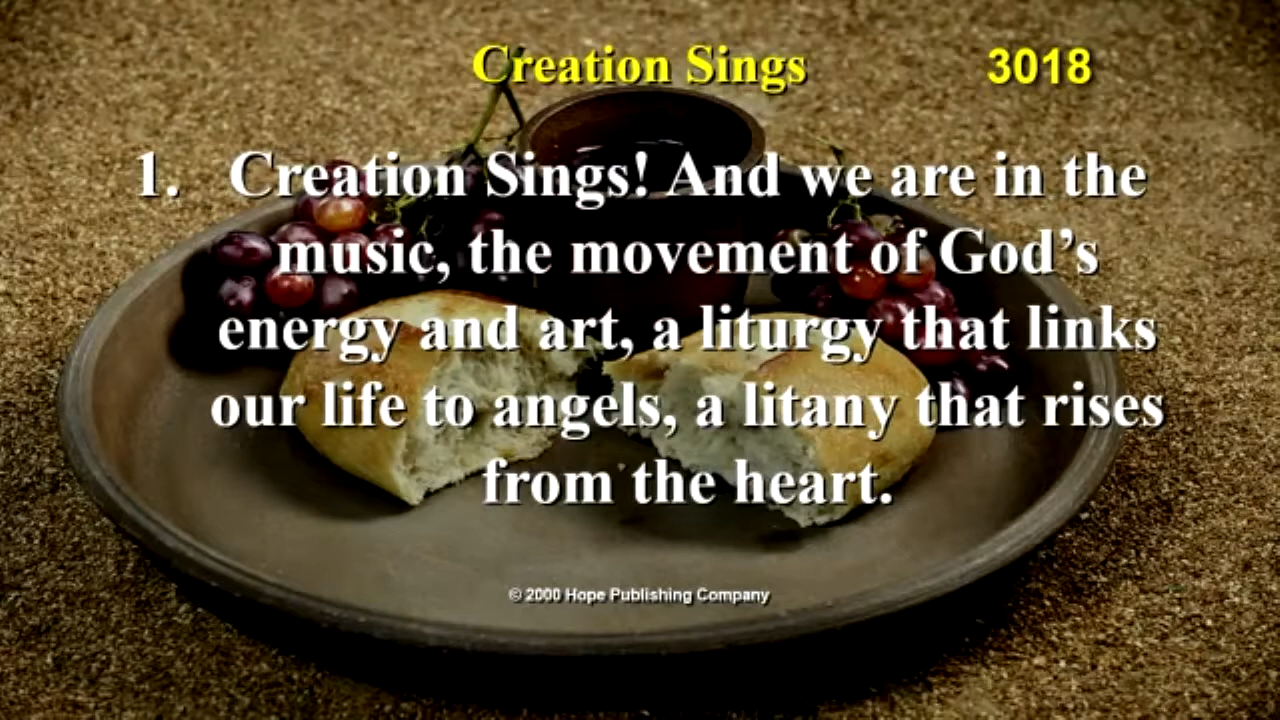 Creation Sings 3018
1. Creation Sings! And we are in the
music, the movement of God’s
energy and art, a liturgy that links
our life to angels, a litany that rises
from the heart.
© 2000 Hope Publishing Company